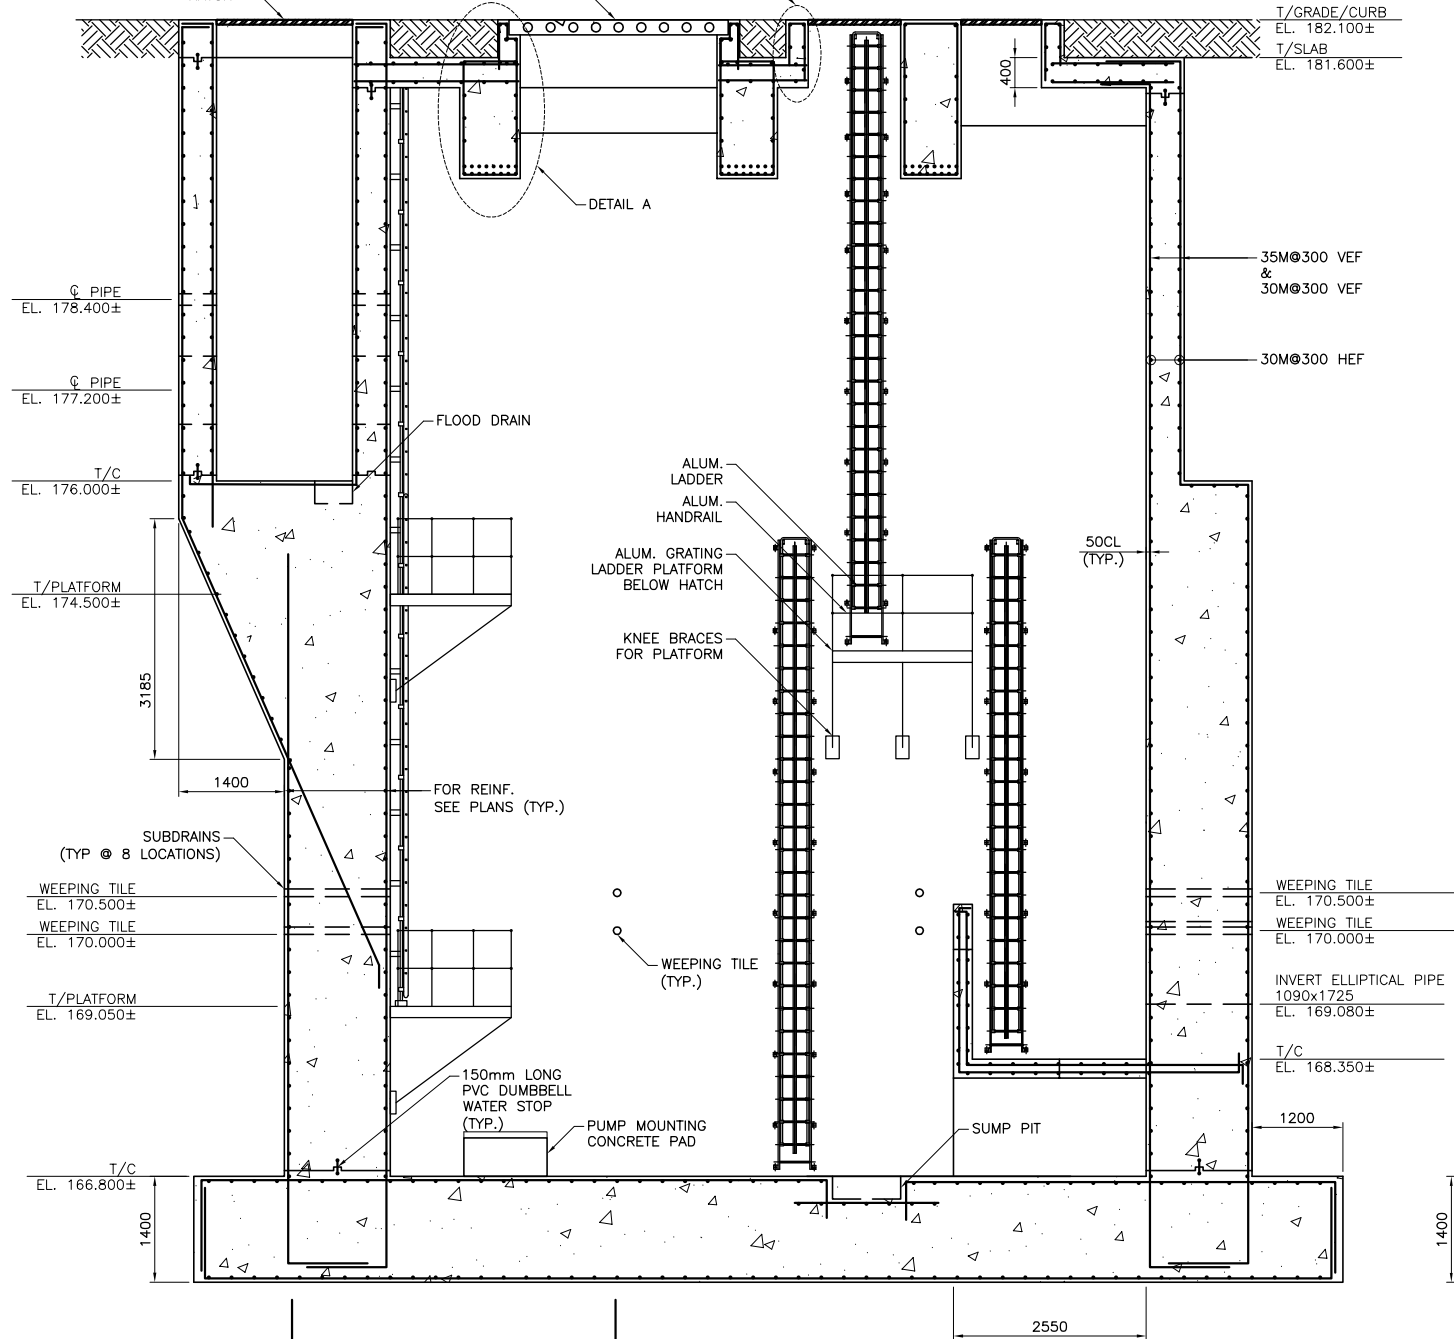 T/GRADE/CURB
EL. 182.100±
T/SLAB
EL. 181.600±
400
DETAIL A
35M@300 VEF
&
30M@300 VEF
℄ PIPE
EL. 178.400±
30M@300 HEF
℄ PIPE
EL. 177.200±
FLOOD DRAIN
T/C
EL. 176.000±
ALUM.
LADDER
ALUM.
HANDRAIL
ALUM. GRATING
LADDER PLATFORM
BELOW HATCH
50CL
(TYP.)
T/PLATFORM
EL. 174.500±
KNEE BRACES
FOR PLATFORM
3185
1400
FOR REINF.
SEE PLANS (TYP.)
SUBDRAINS
(TYP @ 8 LOCATIONS)
WEEPING TILE
EL. 170.500±
WEEPING TILE
EL. 170.000±
WEEPING TILE
EL. 170.500±
WEEPING TILE
EL. 170.000±
WEEPING TILE
(TYP.)
T/PLATFORM
EL. 169.050±
INVERT ELLIPTICAL PIPE
1090x1725
EL. 169.080±
T/C
EL. 168.350±
150mm LONG
PVC DUMBBELL
WATER STOP
(TYP.)
PUMP MOUNTING
CONCRETE PAD
SUMP PIT
1200
T/C
EL. 166.800±
1400
1400
2550